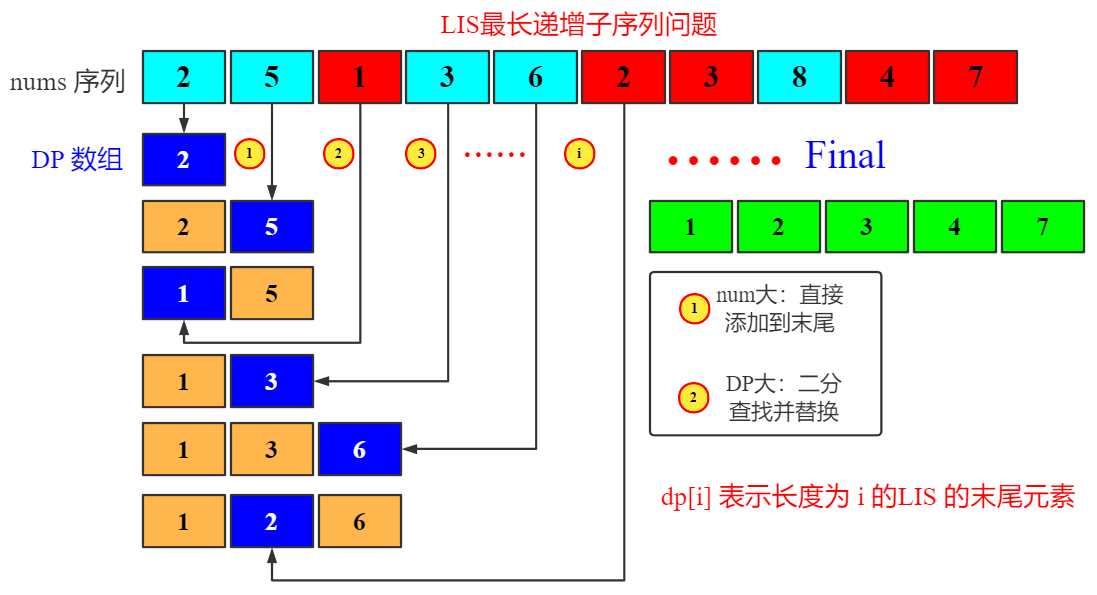 LIS最长递增子序列问题
nums 序列 2 5 1 3 6 2 3 8 4 7
DP 数组 2 1 2 3 ······ i ······ Final
2 5
1 2 3 4 7
1 5
1 num大：直接
添加到末尾
1 3
2 DP大：二分
查找并替换
1 3 6
dp[i] 表示长度为 i 的LIS 的末尾元素
1 2 6